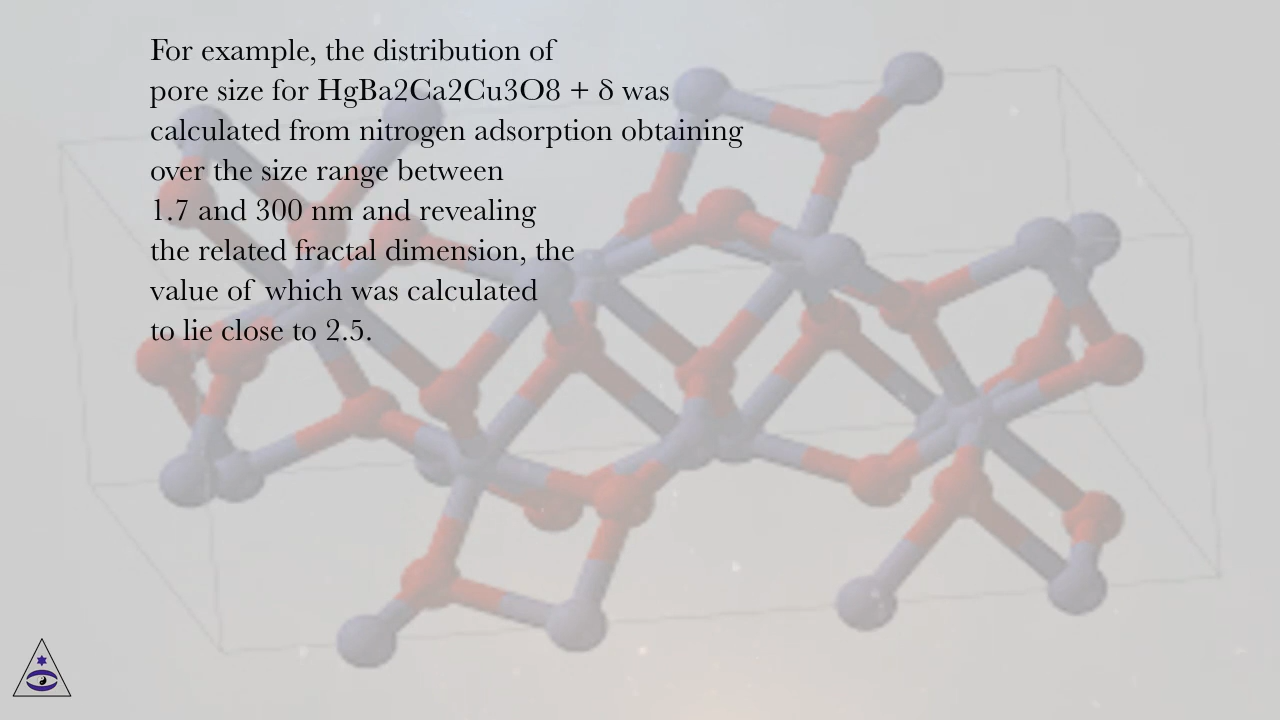 For example, the distribution of
pore size for HgBa2Ca2Cu3O8 + δ was
calculated from nitrogen adsorption obtaining
over the size range between
1.7 and 300 nm and revealing
the related fractal dimension, the
value of which was calculated
to lie close to 2.5.